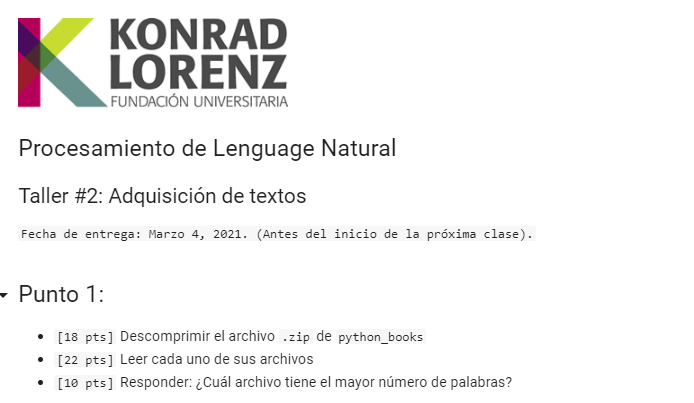 KONRAD
LORENZ
FUNDACIÓN UNIVERSITARIA
Procesamiento de Lenguage Natural
Taller #2: Adquisición de textos
Fecha de entrega: Marzo 4, 2021. (Antes del inicio de la próxima clase).
Punto 1:
[18 pts] Descomprimir el archivo .zip de python_books
[22 pts] Leer cada uno de sus archivos
[10 pts] Responder: ¿Cuál archivo tiene el mayor número de palabras?